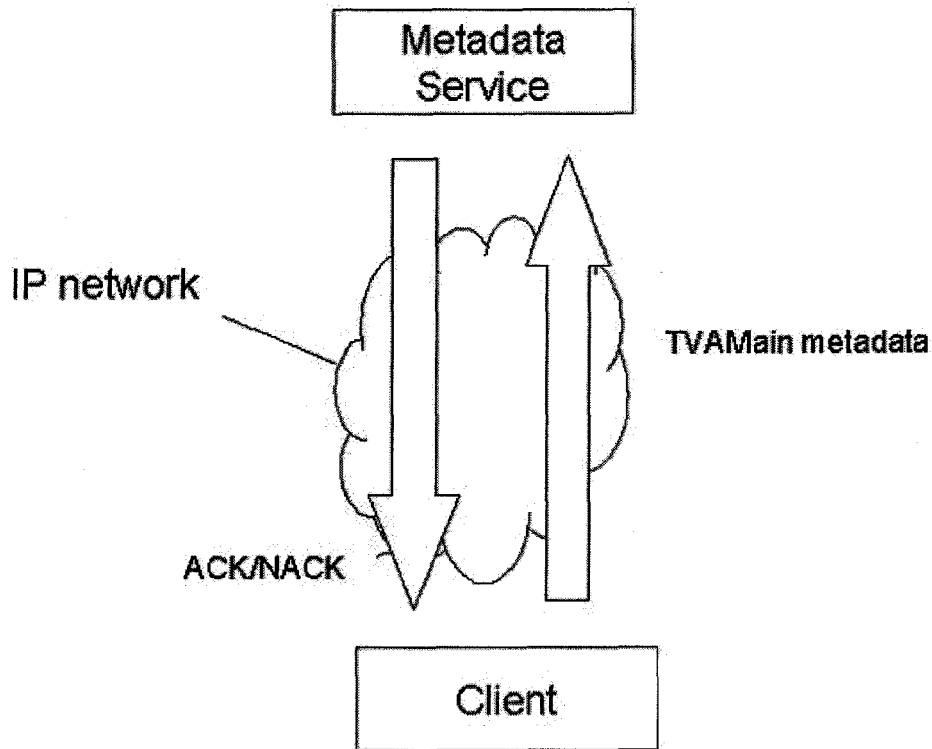 Metadata
Service
IP network
TVAMain metadata
ACK/NACK
Client